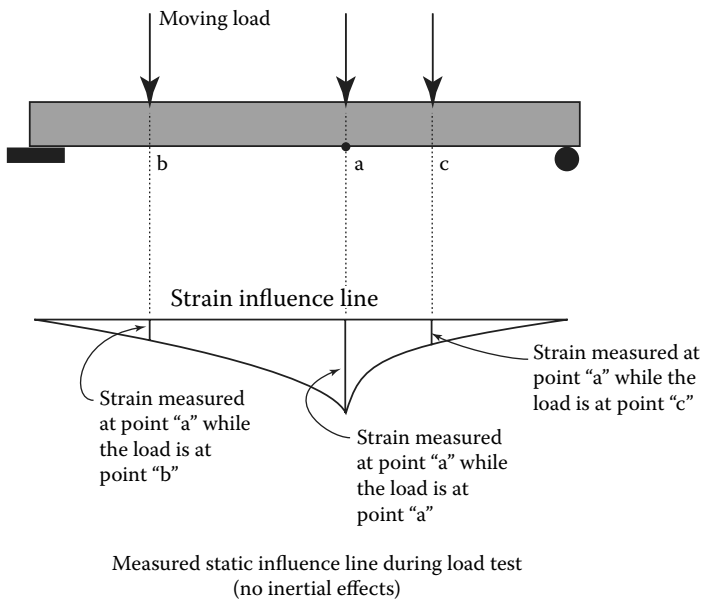 Moving load
b
a
c
Strain influence line
Strain measured at
point “a” while the
load is at point “c”
Strain measured
at point “a” while
the load is at
point “b”
Strain measured
at point “a” while
the load is at
point “a”
Measured static influence line during load test
(no inertial effects)